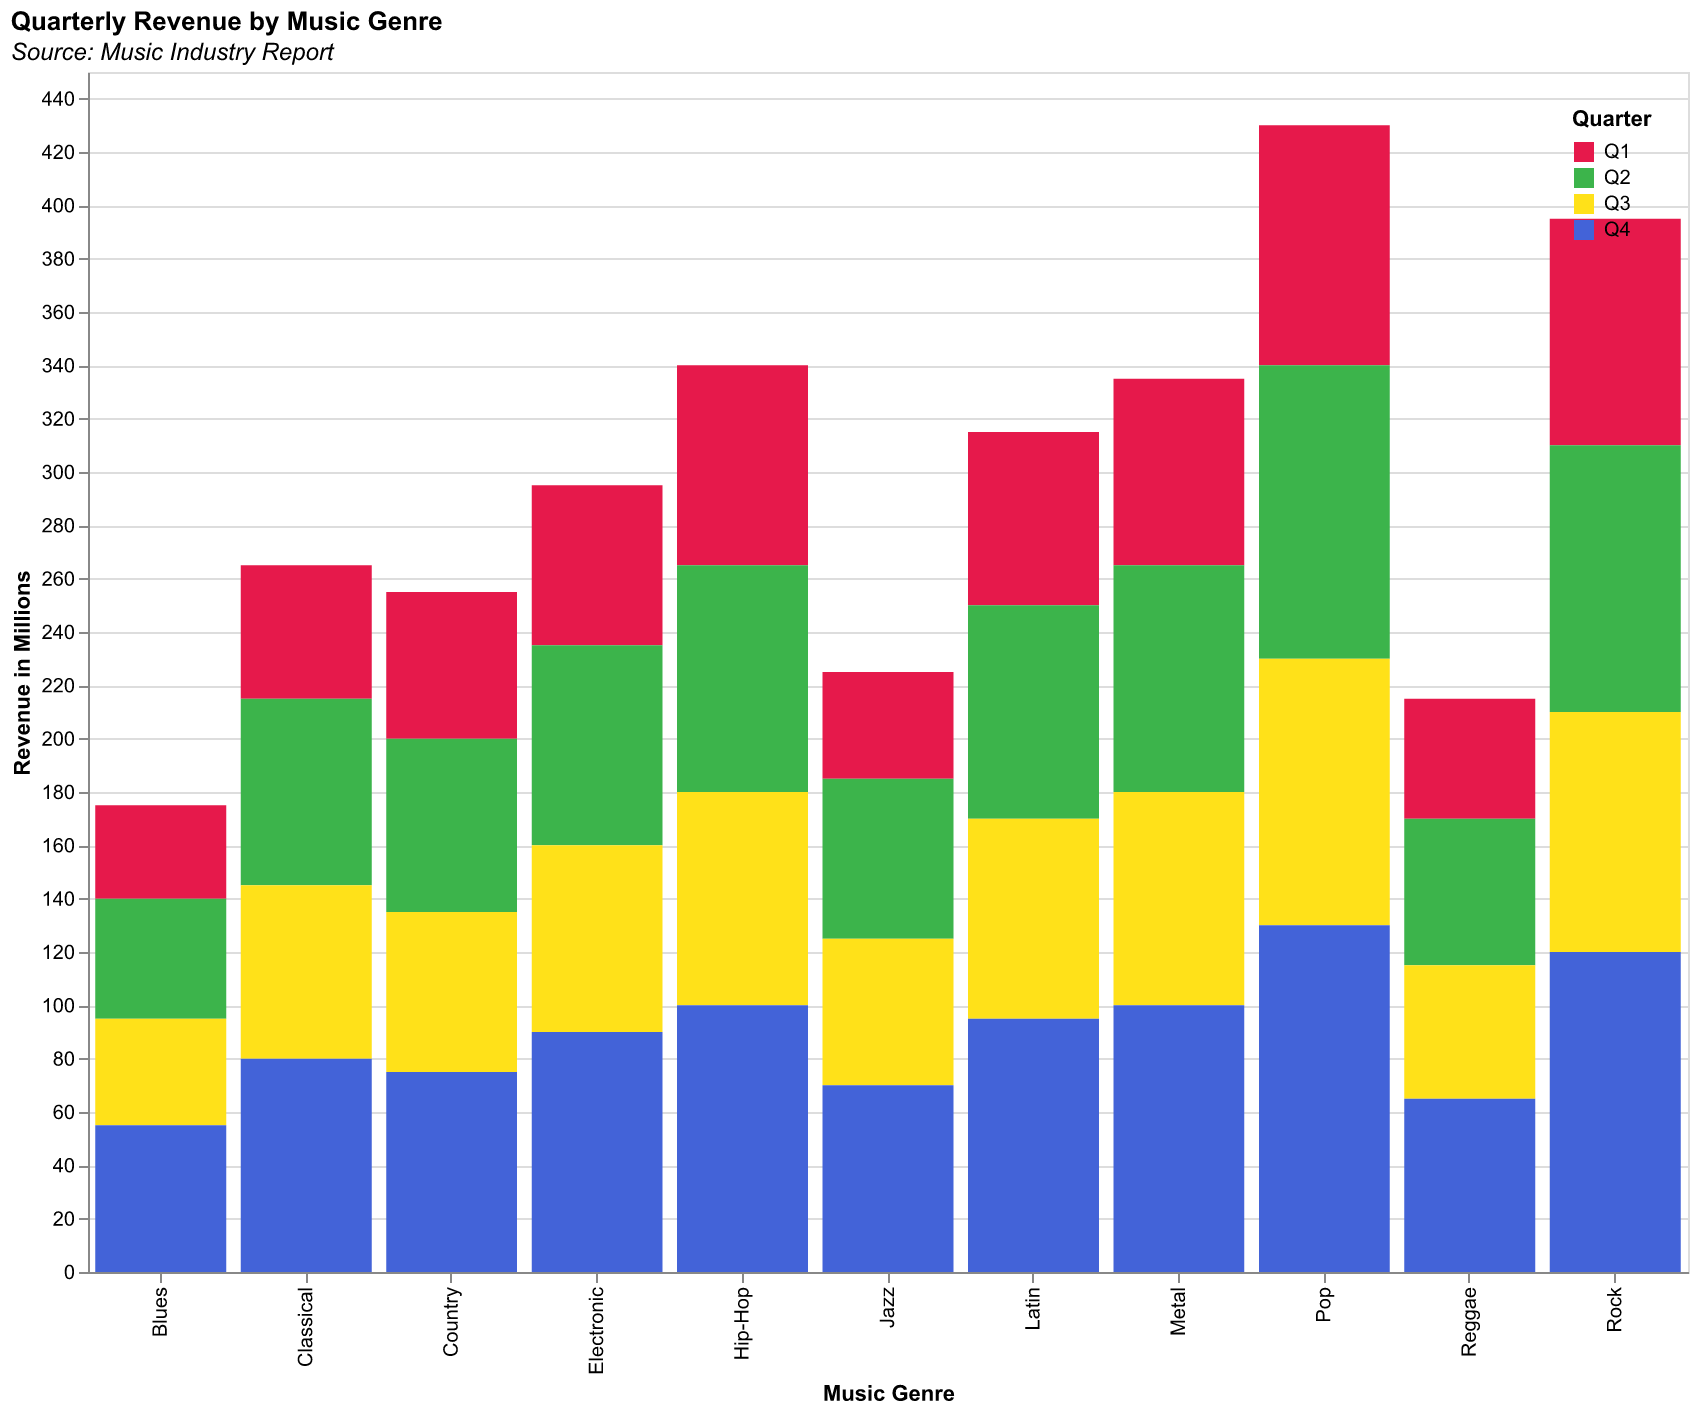 Quarterly Revenue by Music Genre
Source: Music Industry Report
440
420
400
380
360
340
320
300
280
260
240
220
200
180
160
140
120
100
80
60
40
20
0
Revenue in Millions
Quarter
Q1
Q2
Q3
Q4
Blues
Classical
Country
Electronic
Hip-Hop
Jazz
Latin
Metal
Pop
Reggae
Rock
Music Genre